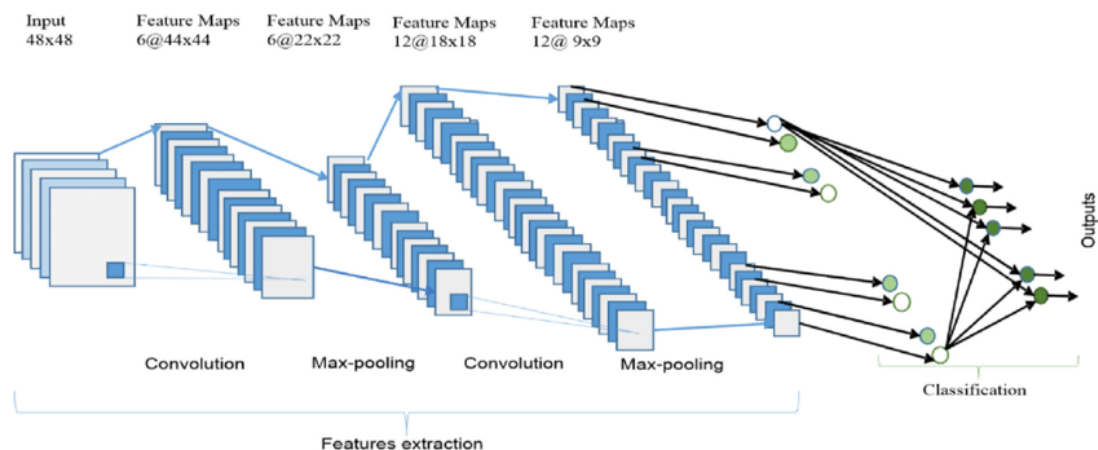 Input
48x48
Feature Maps
6@44x44
Feature Maps
6@22x22
Feature Maps
12@18x18
Feature Maps
12@ 9x9
Outputs
Convolution
Max-pooling
Convolution
Max-pooling
Classification
Features extraction